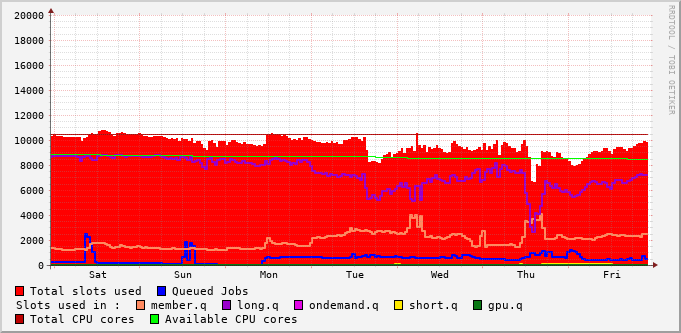 RRDTOOL / TOBI OETIKER
20000
18000
16000
14000
12000
10000
8000
6000
4000
2000
0
Sat Sun Mon Tue Wed Thu Fri
Total slots used Queued Jobs
Slots used in : member.q long.q ondemand.q short.q gpu.q
Total CPU cores Available CPU cores